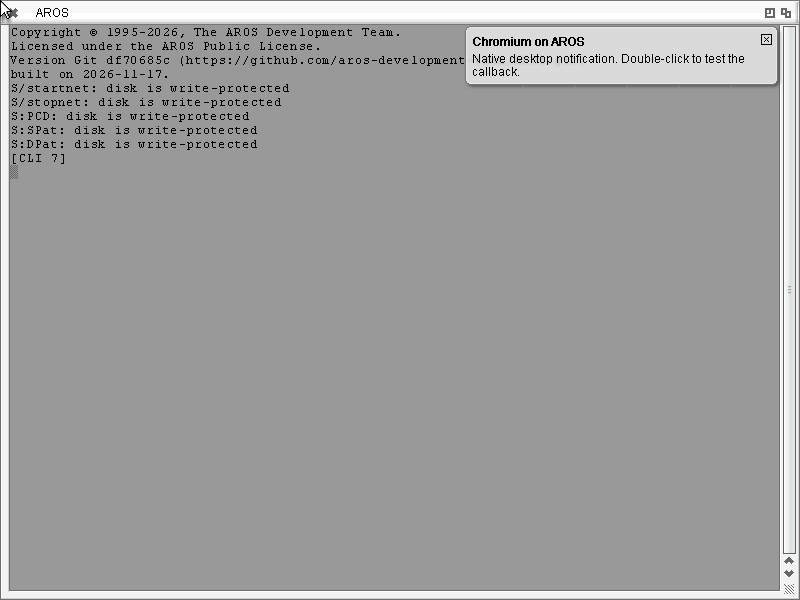 AROS
Copyright © 1995-2026, The AROS Development Team.
Licensed under the AROS Public License.
Version Git df70685c (https://github.com/aros-development
built on 2026-11-17.
S/startnet: disk is write-protected
S/stopnet: disk is write-protected
S:PCD: disk is write-protected
S:SPat: disk is write-protected
S:DPat: disk is write-protected
[CLI 7]
Chromium on AROS
Native desktop notification. Double-click to test the
callback.